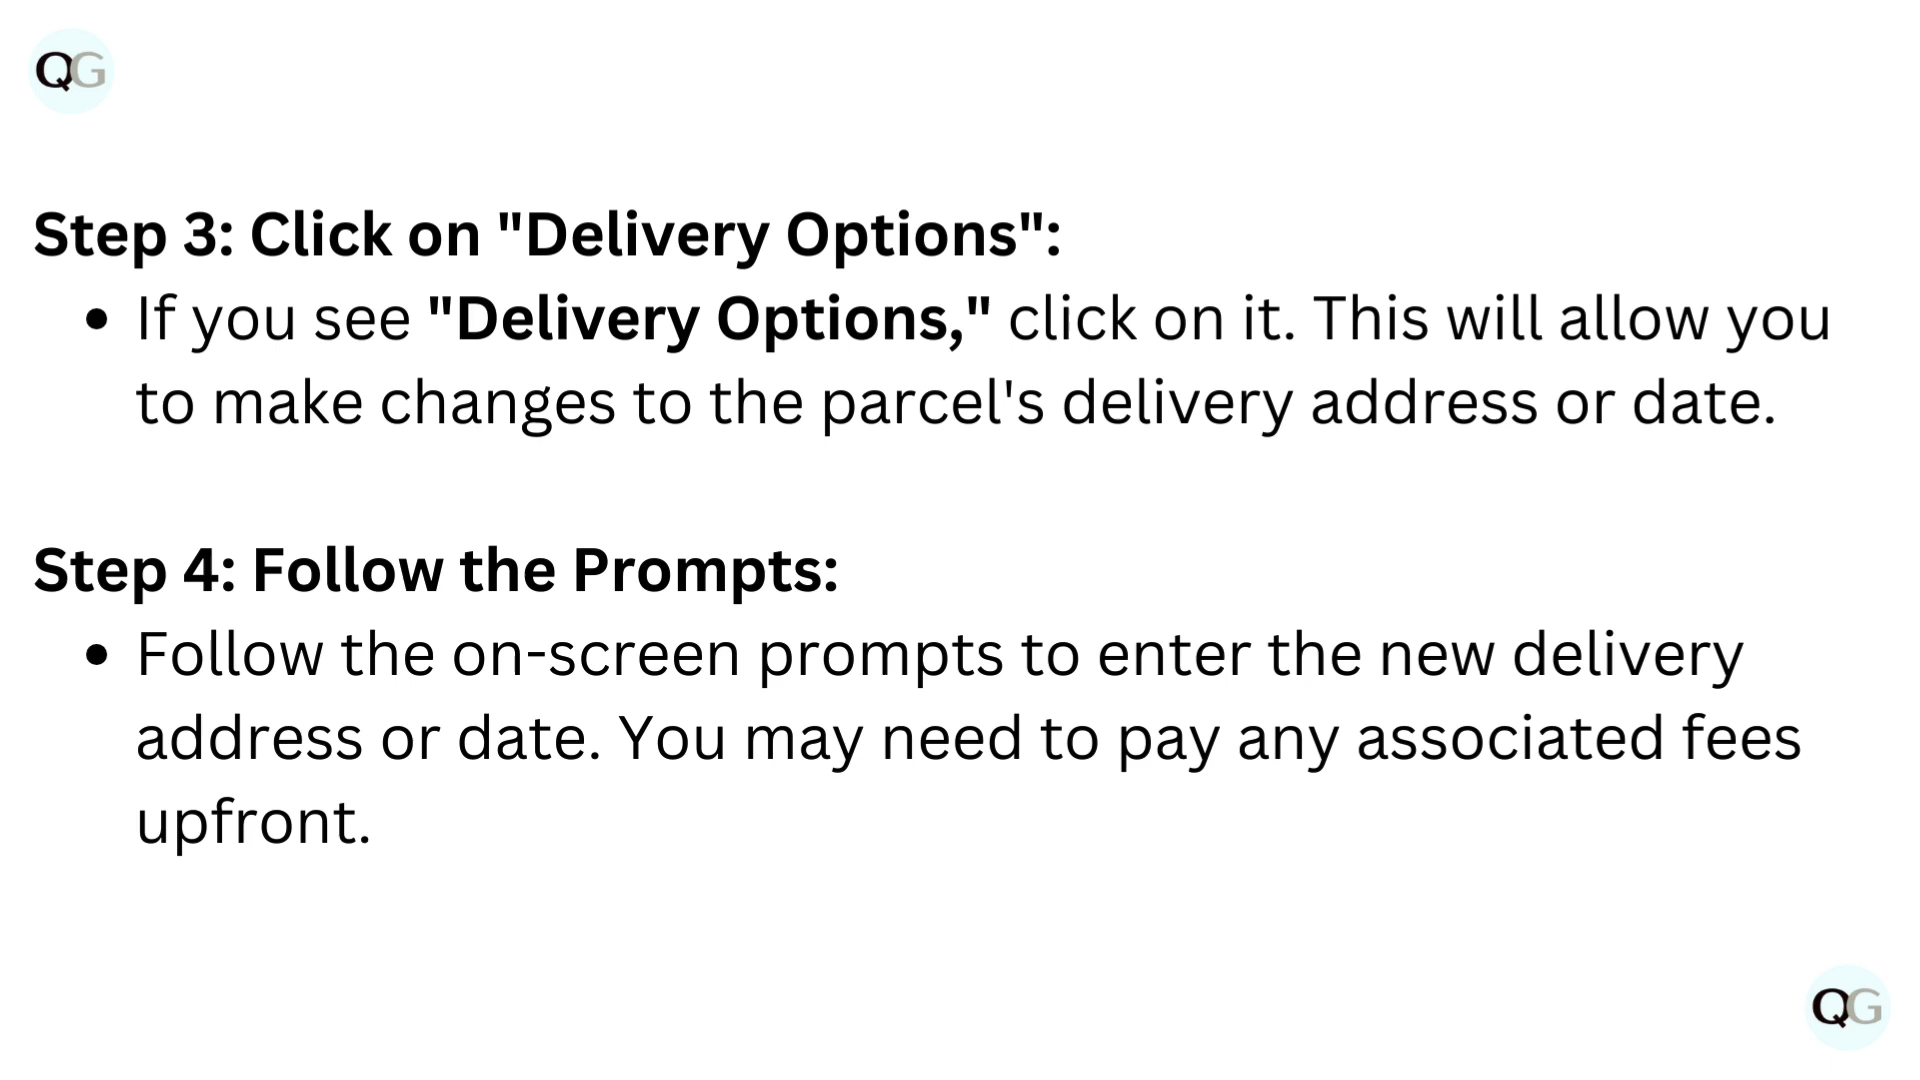 QG
Step 3: Click on "Delivery Options":
• If you see "Delivery Options," click on it. This will allow you
to make changes to the parcel's delivery address or date.
Step 4: Follow the Prompts:
• Follow the on-screen prompts to enter the new delivery
address or date. You may need to pay any associated fees
upfront.
QG